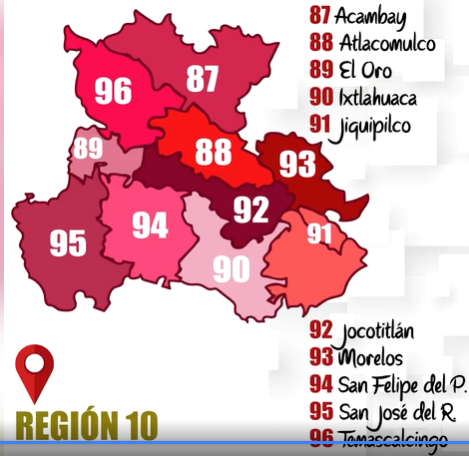 87 Acambay
88 Atlacomulco
89 El Oro
90 Ixtlahuaca
91 Jiquipilco
96
87
89
88
93
92
94
91
95
90
92 Jocotitlán
93 Morelos
94 San Felipe del P.
95 San José del R.
96 Temascalcingo
REGIÓN 10